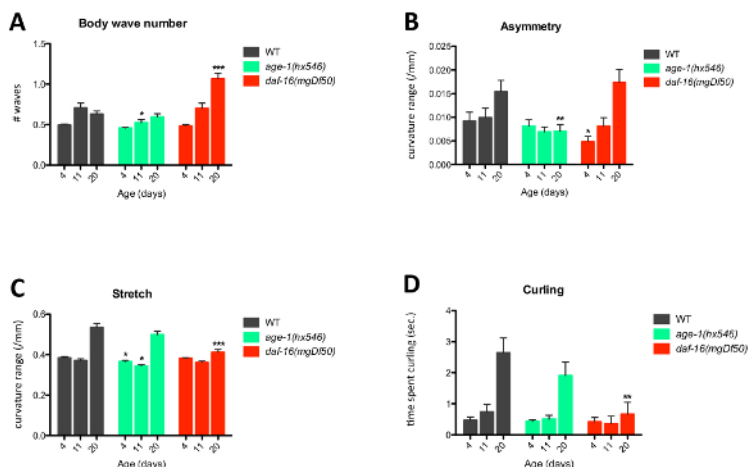 A
Body wave number
# waves
1.5
1.0
0.5
0.0
4 11 20 4 11 20 4 11 20
Age (days)
* ***
WT
age-1(hx546)
daf-16(mgDf50)
B
Asymmetry
curvature range (/mm)
0.025
0.020
0.015
0.010
0.005
0.000
4 11 20 4 11 20 4 11 20
Age (days)
** *
WT
age-1(hx546)
daf-16(mgDf50)
C
Stretch
curvature range (/mm)
0.6
0.4
0.2
0.0
4 11 20 4 11 20 4 11 20
Age (days)
* * ***
WT
age-1(hx546)
daf-16(mgDf50)
D
Curling
time spent curling (sec.)
4
3
2
1
0
4 11 20 4 11 20 4 11 20
Age (days)
**
WT
age-1(hx546)
daf-16(mgDf50)